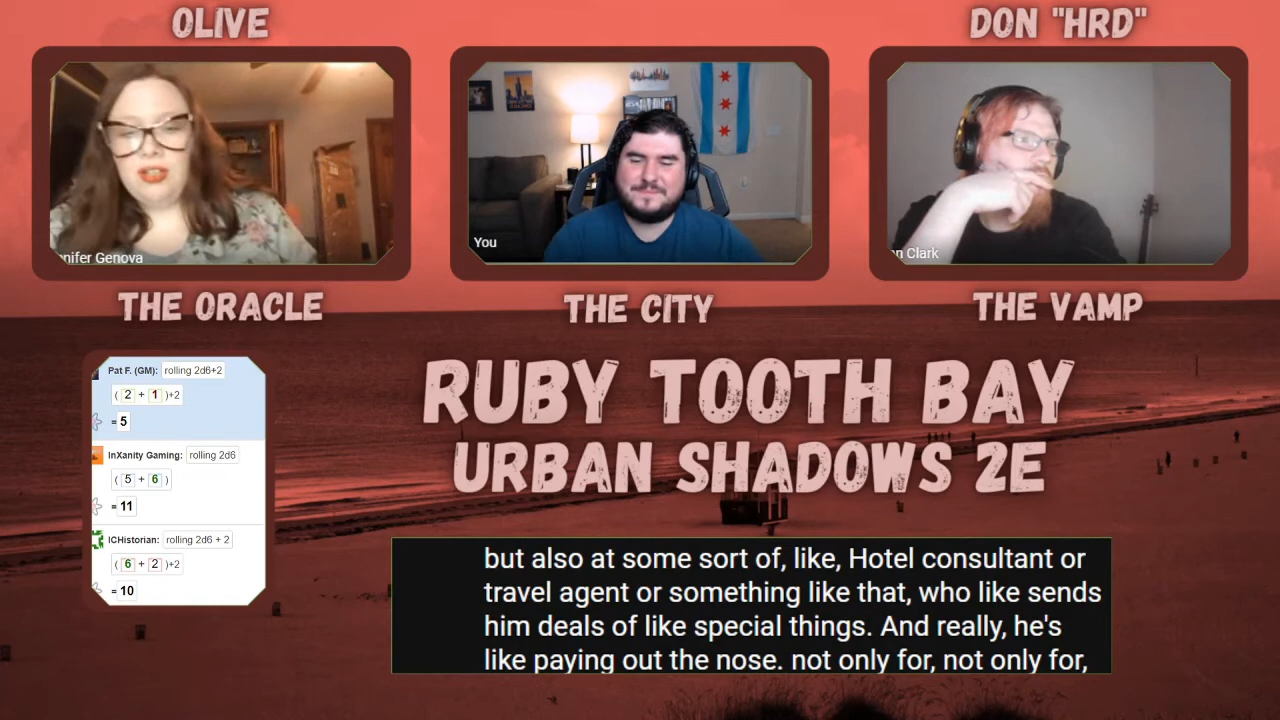 OLIVE
DON "HRD"
nnifer Genova
You
n Clark
THE ORACLE
THE CITY
THE VAMP
Pat F. (GM): rolling 2d6+2
( 2 + 1 )+2
= 5
InXanity Gaming: rolling 2d6
( 5 + 6 )
= 11
ICHistorian: rolling 2d6 + 2
( 6 + 2 )+2
= 10
RUBY TOOTH BAY
URBAN SHADOWS 2E
but also at some sort of, like, Hotel consultant or
travel agent or something like that, who like sends
him deals of like special things. And really, he's
like paying out the nose. not only for, not only for,